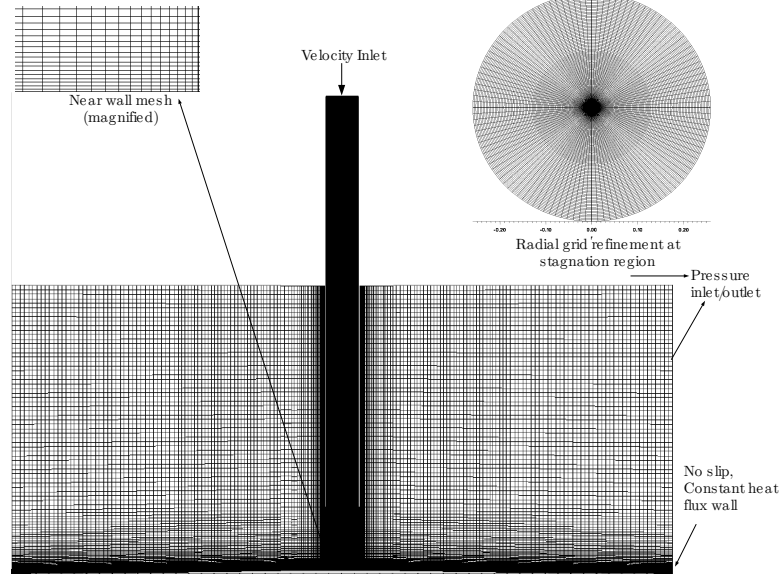 Velocity Inlet
Near wall mesh
(magnified)
-0.20 -0.10 0.00 0.10 0.20
Radial grid refinement at
stagnation region
Pressure
inlet/outlet
No slip,
Constant heat
flux wall